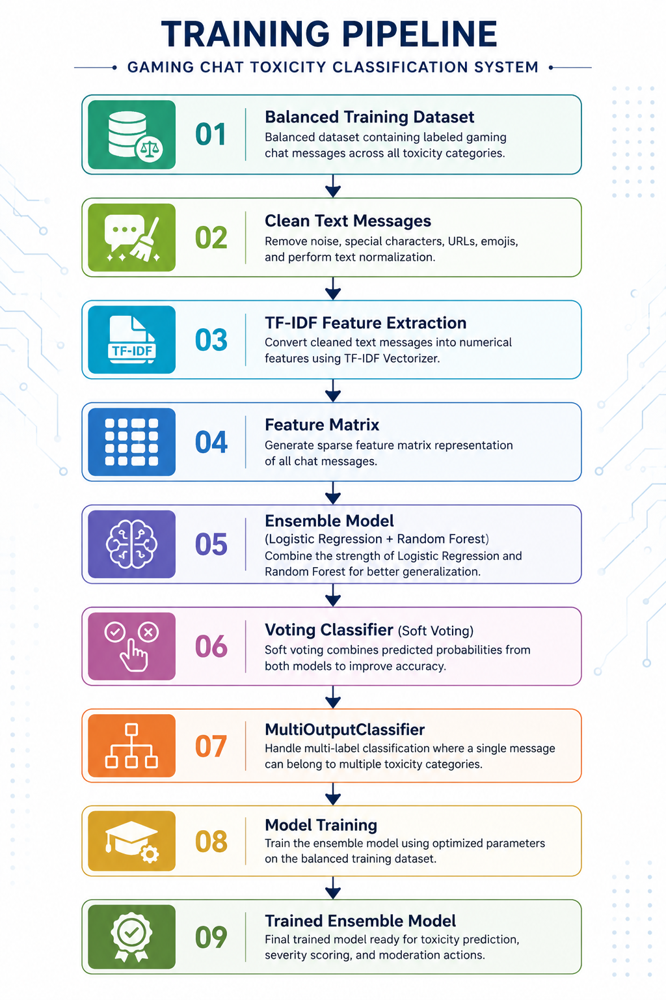 TRAINING PIPELINE
GAMING CHAT TOXICITY CLASSIFICATION SYSTEM
01
Balanced Training Dataset
Balanced dataset containing labeled gaming
chat messages across all toxicity categories.
02
Clean Text Messages
Remove noise, special characters, URLs, emojis,
and perform text normalization.
TF-IDF
03
TF-IDF Feature Extraction
Convert cleaned text messages into numerical
features using TF-IDF Vectorizer.
04
Feature Matrix
Generate sparse feature matrix representation
of all chat messages.
05
Ensemble Model
(Logistic Regression + Random Forest)
Combine the strength of Logistic Regression and
Random Forest for better generalization.
06
Voting Classifier (Soft Voting)
Soft voting combines predicted probabilities from
both models to improve accuracy.
07
MultiOutputClassifier
Handle multi-label classification where a single message
can belong to multiple toxicity categories.
08
Model Training
Train the ensemble model using optimized parameters
on the balanced training dataset.
09
Trained Ensemble Model
Final trained model ready for toxicity prediction,
severity scoring, and moderation actions.